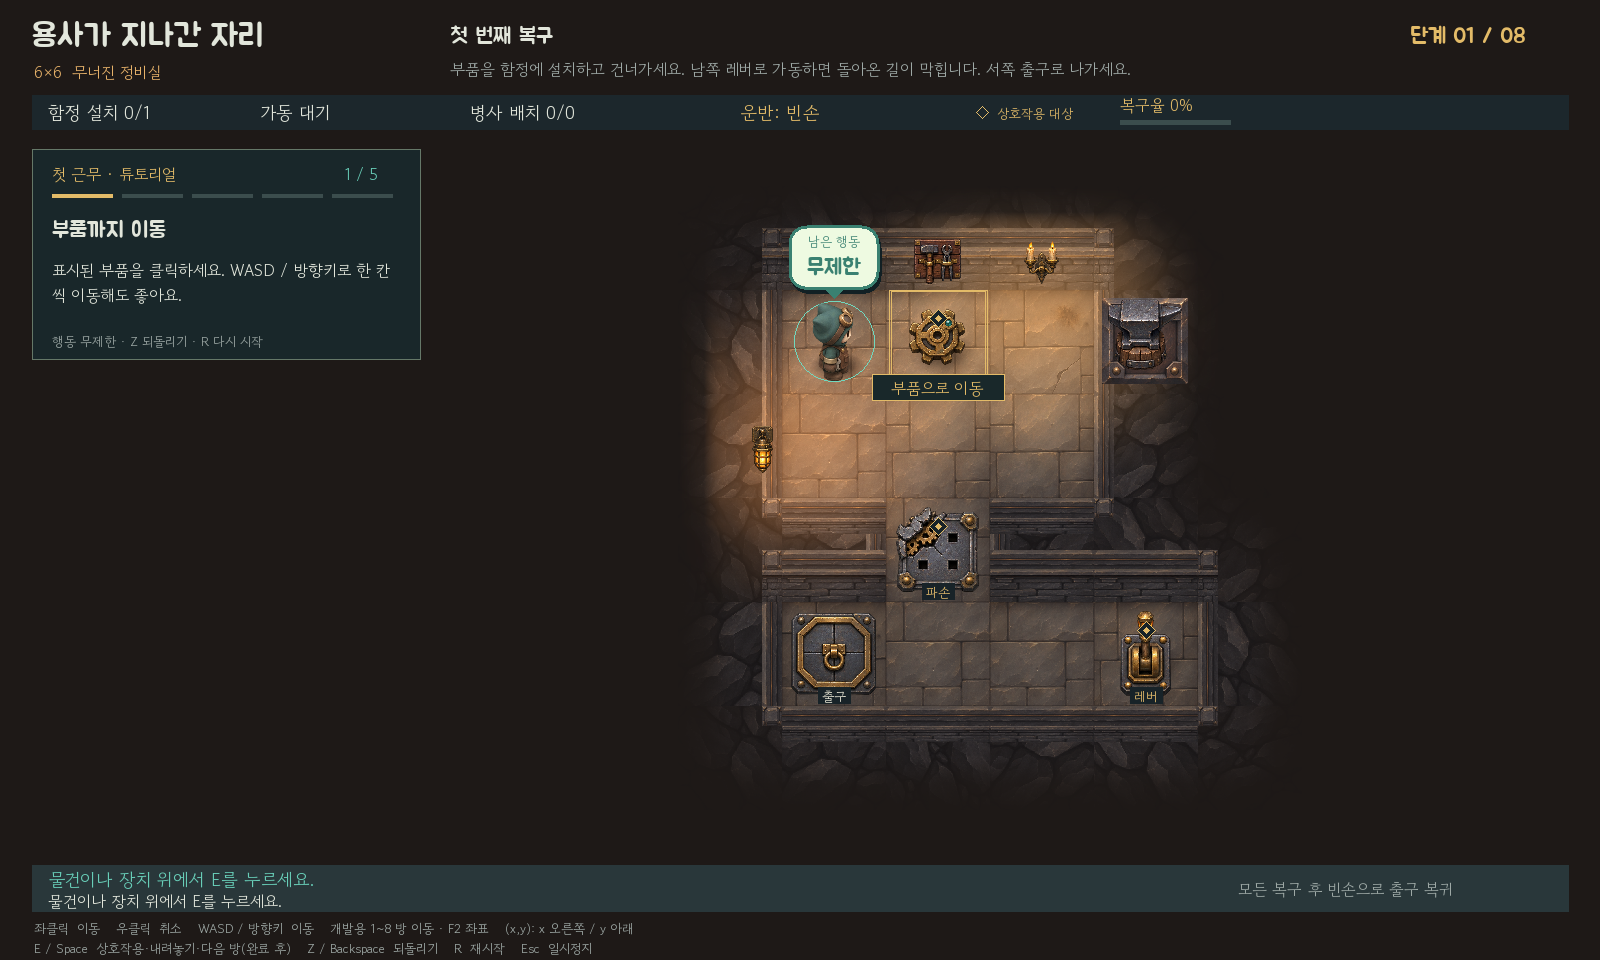 용사가 지나간 자리
6×6 무너진 정비실
첫 번째 복구
부품을 함정에 설치하고 건너가세요. 남쪽 레버로 가동하면 돌아온 길이 막힙니다. 서쪽 출구로 나가세요.
단계 01 / 08
함정 설치 0/1
가동 대기
병사 배치 0/0
운반: 빈손
상호작용 대상
복구율 0%
첫 근무 · 튜토리얼
1 / 5
부품까지 이동
표시된 부품을 클릭하세요. WASD / 방향키로 한 칸
씩 이동해도 좋아요.
행동 무제한 · Z 되돌리기 · R 다시 시작
남은 행동
무제한
부품으로 이동
파손
출구
레버
물건이나 장치 위에서 E를 누르세요.
물건이나 장치 위에서 E를 누르세요.
모든 복구 후 빈손으로 출구 복귀
좌클릭 이동 우클릭 취소 WASD / 방향키 이동 개발용 1~8 방 이동 · F2 좌표 (x,y): x 오른쪽 / y 아래
E / Space 상호작용·내려놓기·다음 방(완료 후) Z / Backspace 되돌리기 R 재시작 Esc 일시정지